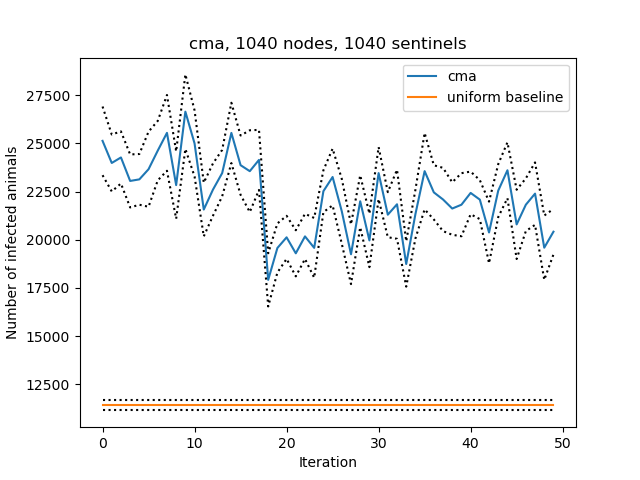 cma, 1040 nodes, 1040 sentinels
cma
uniform baseline
Number of infected animals
27500
25000
22500
20000
17500
15000
12500
0
10
20
30
40
50
Iteration